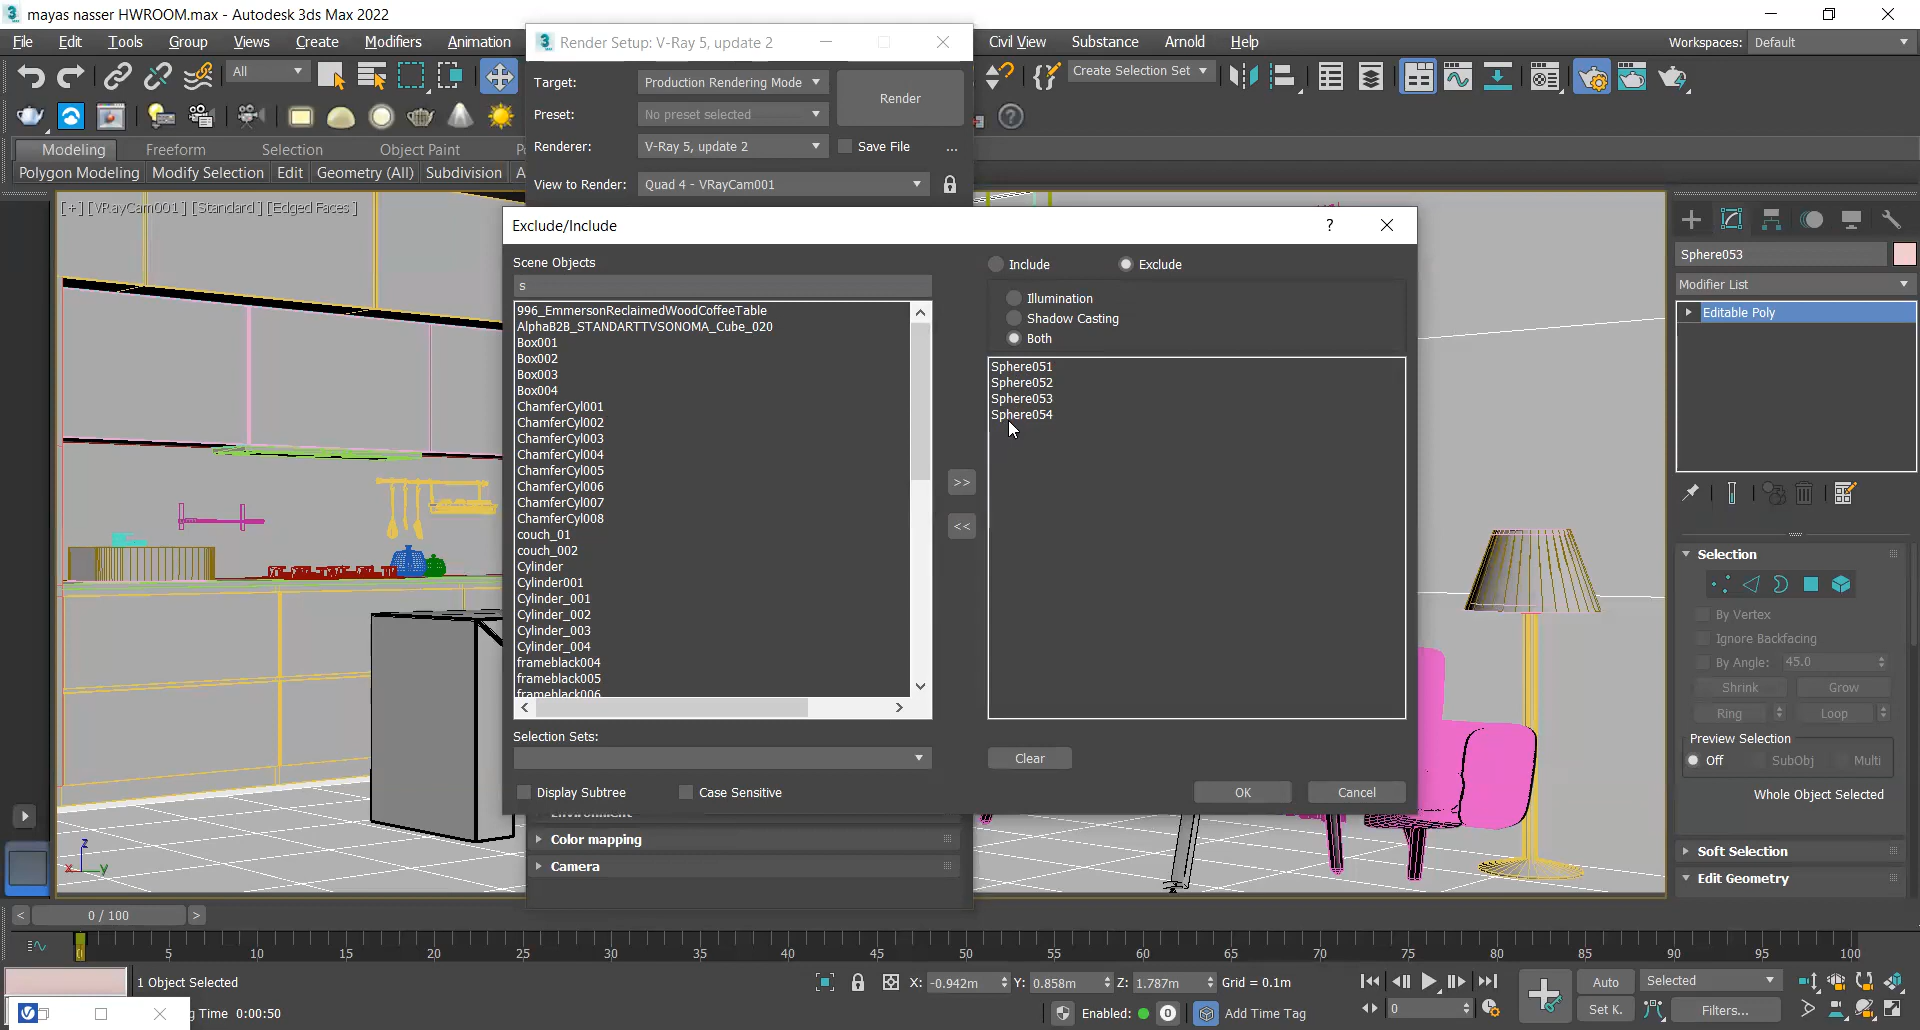 mayas nasser HWROOM.max - Autodesk 3ds Max 2022
File Edit Tools Group Views Create Modifiers Animation
Civil View Substance Arnold Help
Workspaces: Default
Render Setup: V-Ray 5, update 2
All
Create Selection Set
Target: Production Rendering Mode
Render
Preset: No preset selected
Renderer: V-Ray 5, update 2
Save File
...
View to Render: Quad 4 - VRayCam001
Modeling Freeform Selection Object Paint
Polygon Modeling Modify Selection Edit Geometry (All) Subdivision
[+] [VRayCam001 ] [Standard ] [Edged Faces ]
Exclude/Include
?
Scene Objects
s
996_EmmersonReclaimedWoodCoffeeTable
AlphaB2B_STANDARTTVSONOMA_Cube_020
Box001
Box002
Box003
Box004
ChamferCyl001
ChamferCyl002
ChamferCyl003
ChamferCyl004
ChamferCyl005
ChamferCyl006
ChamferCyl007
ChamferCyl008
couch_01
couch_002
Cylinder
Cylinder001
Cylinder_001
Cylinder_002
Cylinder_003
Cylinder_004
frameblack004
frameblack005
frameblack006
Selection Sets:
Display Subtree
Case Sensitive
>>
<<
Include
Exclude
Illumination
Shadow Casting
Both
Sphere051
Sphere052
Sphere053
Sphere054
Clear
OK
Cancel
Environment
Color mapping
Camera
Sphere053
Modifier List
Editable Poly
Selection
By Vertex
Ignore Backfacing
By Angle: 45.0
Shrink Grow
Ring Loop
Preview Selection
Off SubObj Multi
Whole Object Selected
Soft Selection
Edit Geometry
z
x y
< 0 / 100 >
0 5 10 15 20 25 30 35 40 45 50 55 60 65 70 75 80 85 90 95 100
1 Object Selected
X: -0.942m Y: 0.858m Z: 1.787m Grid = 0.1m
Auto Selected
g Time 0:00:50
Enabled: 0 Add Time Tag
0
Set K. Filters...